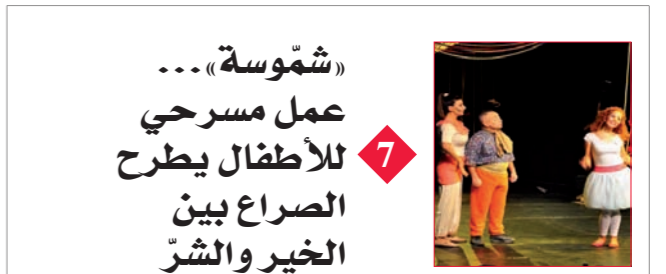 «شمّوسة»...
عمل مسرحي
للأطفال يطرح
الصراع بين
الخير والشرّ
7